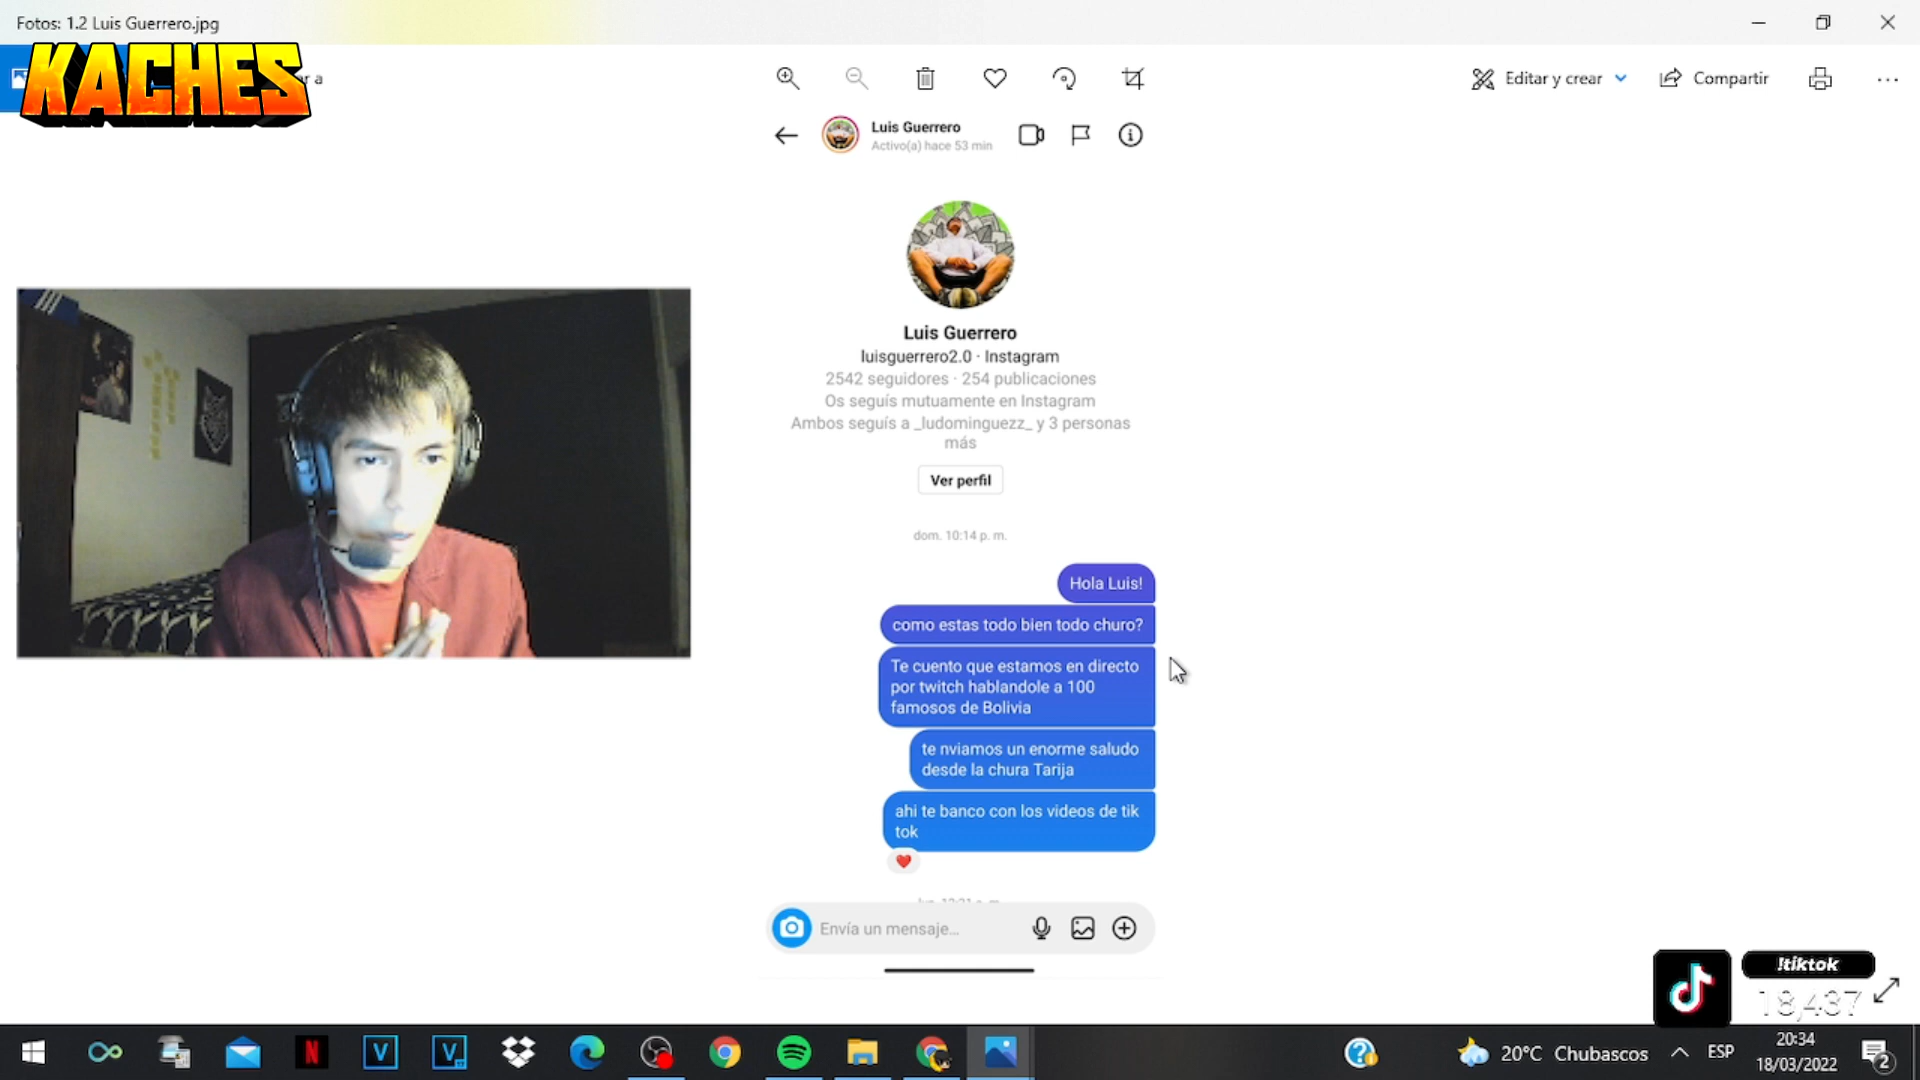 Fotos: 1.2 Luis Guerrero.jpg
KACHES
ar a
Editar y crear
Compartir
Luis Guerrero
Activo(a) hace 53 min
Luis Guerrero
luisguerrero2.0 · Instagram
2542 seguidores · 254 publicaciones
Os seguís mutuamente en Instagram
Ambos seguís a _ludominguezz_ y 3 personas
más
Ver perfil
dom. 10:14 p. m.
Hola Luis!
como estas todo bien todo churo?
Te cuento que estamos en directo
por twitch hablandole a 100
famosos de Bolivia
te nviamos un enorme saludo
desde la chura Tarija
ahi te banco con los videos de tik
tok
Envía un mensaje...
!tiktok
18,437
20°C Chubascos
ESP
20:34
18/03/2022
2